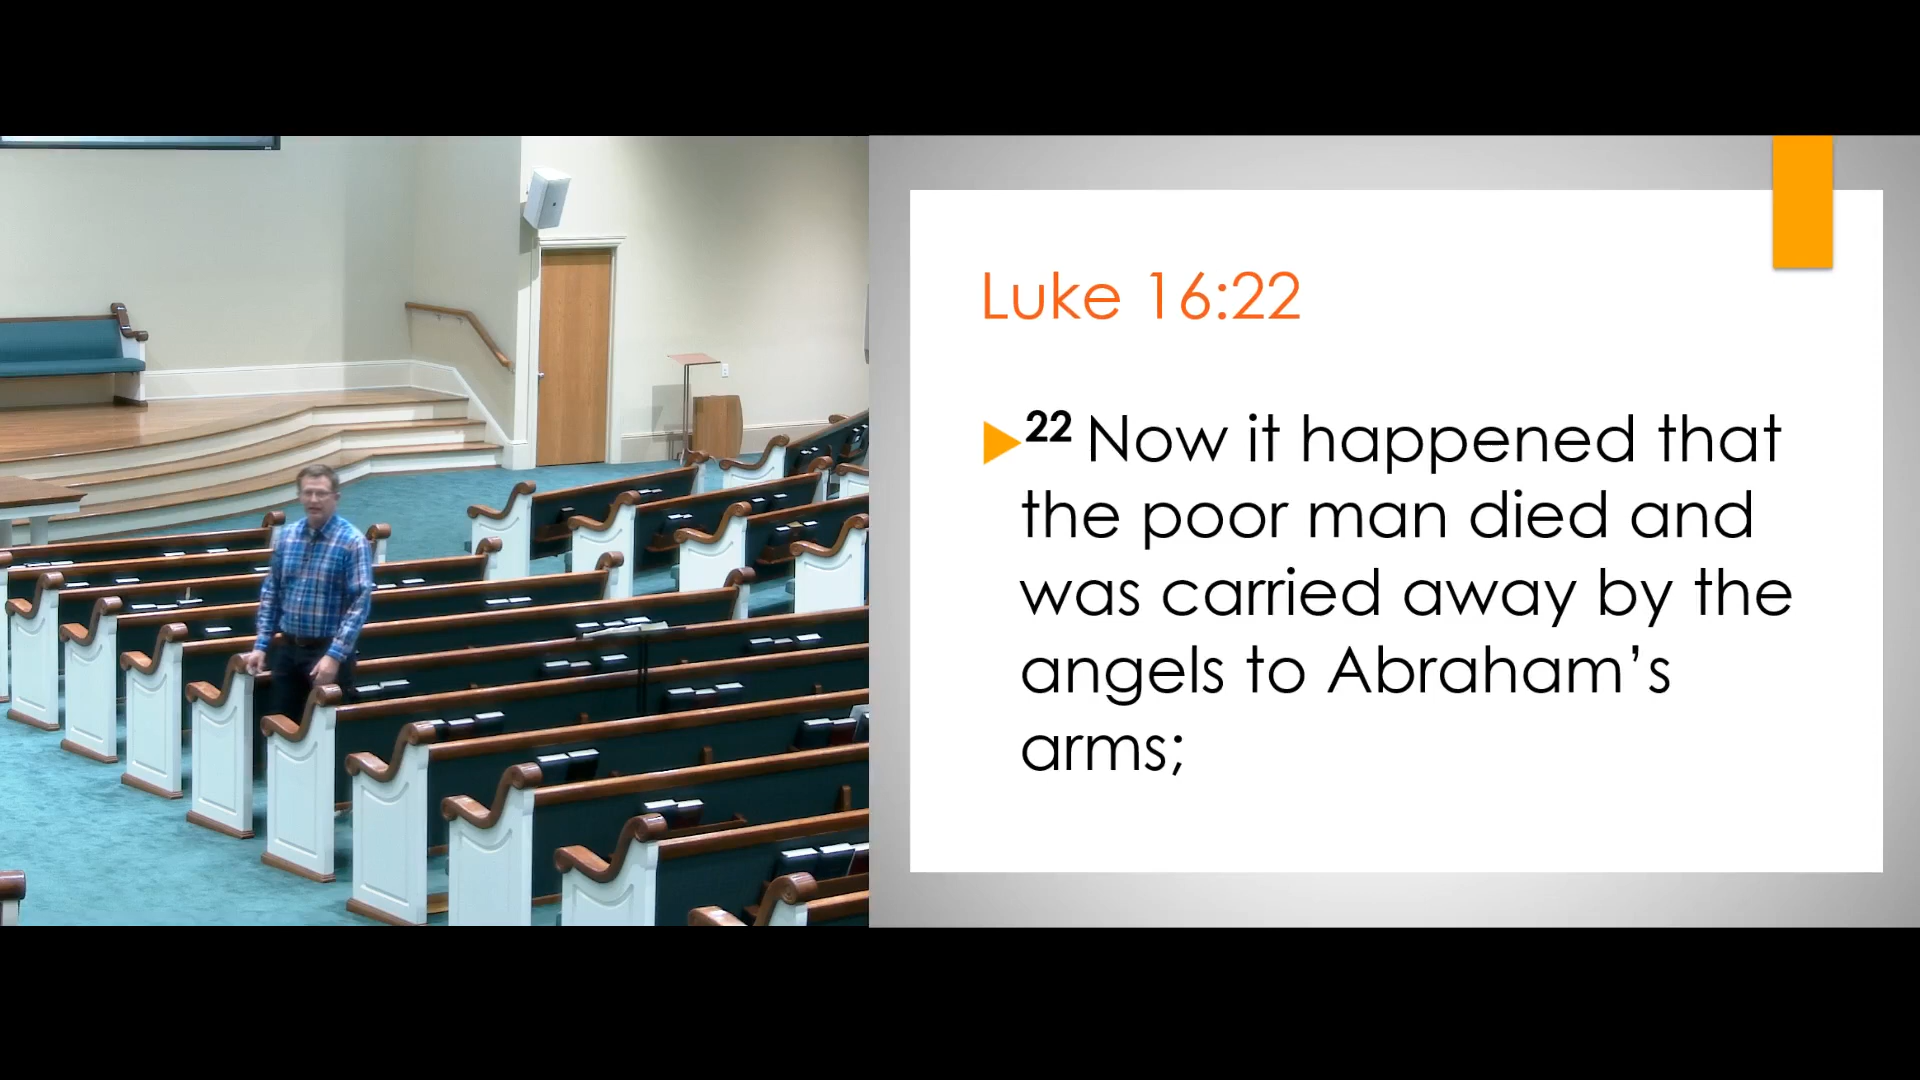 Luke 16:22
22 Now it happened that
the poor man died and
was carried away by the
angels to Abraham’s
arms;